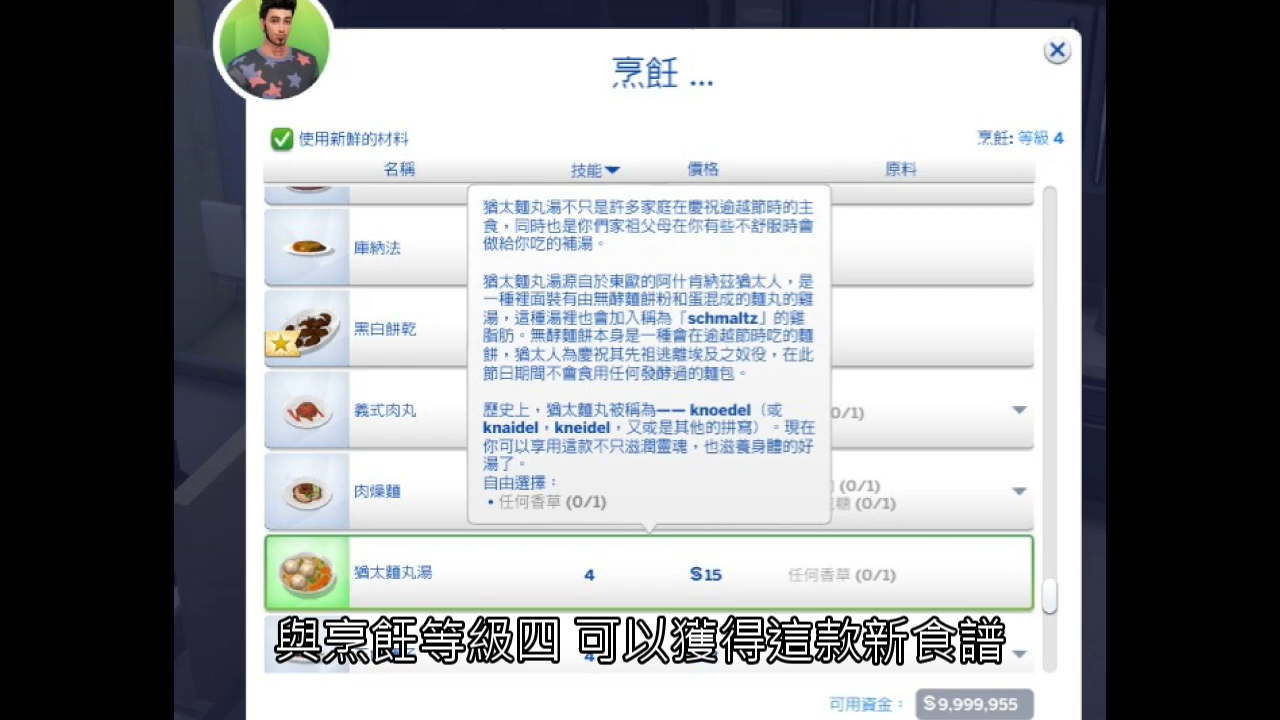 烹飪 ...
使用新鮮的材料
烹飪: 等級 4
名稱 技能 價格 原料
猶太麵丸湯不只是許多家庭在慶祝逾越節時的主
食，同時也是你們家祖父母在你有些不舒服時會
做給你吃的補湯。
猶太麵丸湯源自於東歐的阿什肯納茲猶太人，是
一種裡面裝有由無酵麵餅粉和蛋混成的麵丸的雞
湯，這種湯裡也會加入稱為「schmaltz」的雞
脂肪。無酵麵餅本身是一種會在逾越節時吃的麵
餅，猶太人為慶祝其先祖逃離埃及之奴役，在此
節日期間不會食用任何發酵過的麵包。
歷史上，猶太麵丸被稱為—— knoedel（或
knaidel，kneidel，又或是其他的拼寫）。現在
你可以享用這款不只滋潤靈魂，也滋養身體的好
湯了。
自由選擇：
• 任何香草 (0/1)
庫納法
黑白餅乾
義式肉丸 0/1)
肉燥麵 (0/1)
糖 (0/1)
猶太麵丸湯 4 §15 任何香草 (0/1)
與烹飪等級四 可以獲得這款新食譜
可用資金： §9,999,955